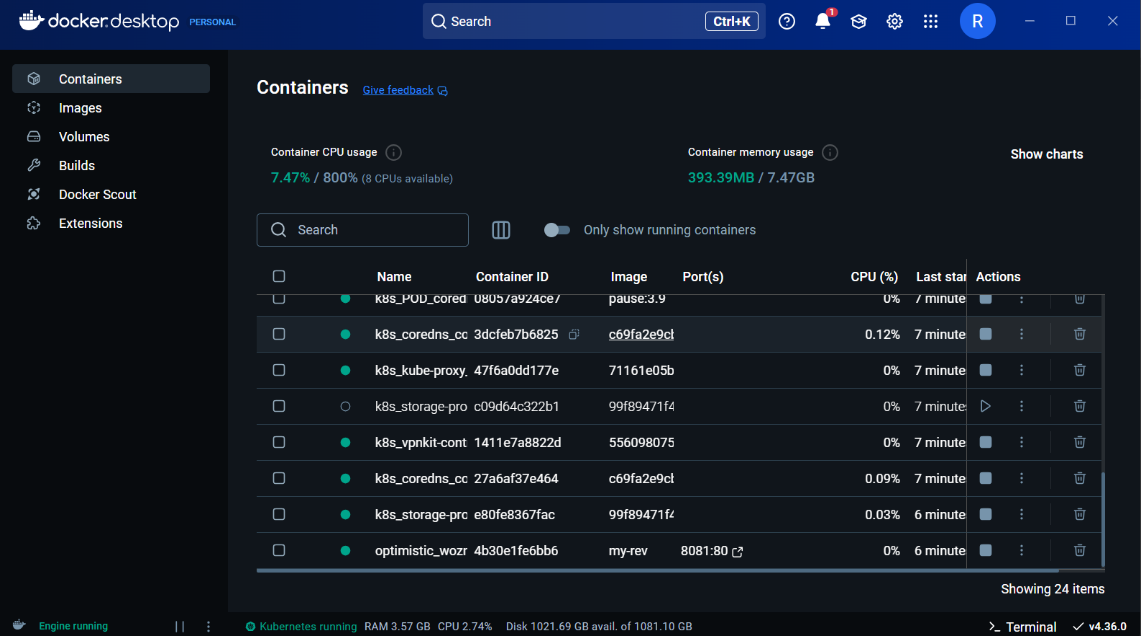 docker.desktop PERSONAL Search Ctrl+K 1 R
Containers
Images
Volumes
Builds
Docker Scout
Extensions
Containers Give feedback
Container CPU usage
7.47% / 800% (8 CPUs available)
Container memory usage
393.39MB / 7.47GB
Show charts
Search Only show running containers
Name Container ID Image Port(s) CPU (%) Last star Actions
k8s_POD_cored 08057a924ce7 pause:3.9 0% 7 minute
k8s_coredns_cc 3dcfeb7b6825 c69fa2e9cb 0.12% 7 minute
k8s_kube-proxy_ 47f6a0dd177e 71161e05b 0% 7 minute
k8s_storage-pro c09d64c322b1 99f89471f4 0% 7 minute
k8s_vpnkit-cont 1411e7a8822d 556098075 0% 7 minute
k8s_coredns_cc 27a6af37e464 c69fa2e9cb 0.09% 7 minute
k8s_storage-prc e80fe8367fac 99f89471f4 0.03% 6 minute
optimistic_wozr 4b30e1fe6bb6 my-rev 8081:80 0% 6 minute
Showing 24 items
Engine running Kubernetes running RAM 3.57 GB CPU 2.74% Disk 1021.69 GB avail. of 1081.10 GB Terminal v4.36.0